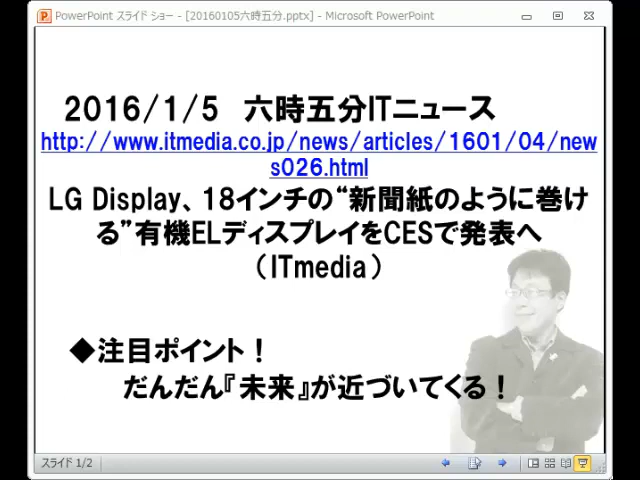 PowerPoint スライド ショー - [20160105六時五分.pptx] - Microsoft PowerPoint
2016/1/5 六時五分ITニュース
http://www.itmedia.co.jp/news/articles/1601/04/new
s026.html
LG Display、18インチの“新聞紙のように巻け
る”有機ELディスプレイをCESで発表へ
（ITmedia）
◆注目ポイント！
だんだん『未来』が近づいてくる！
スライド 1/2